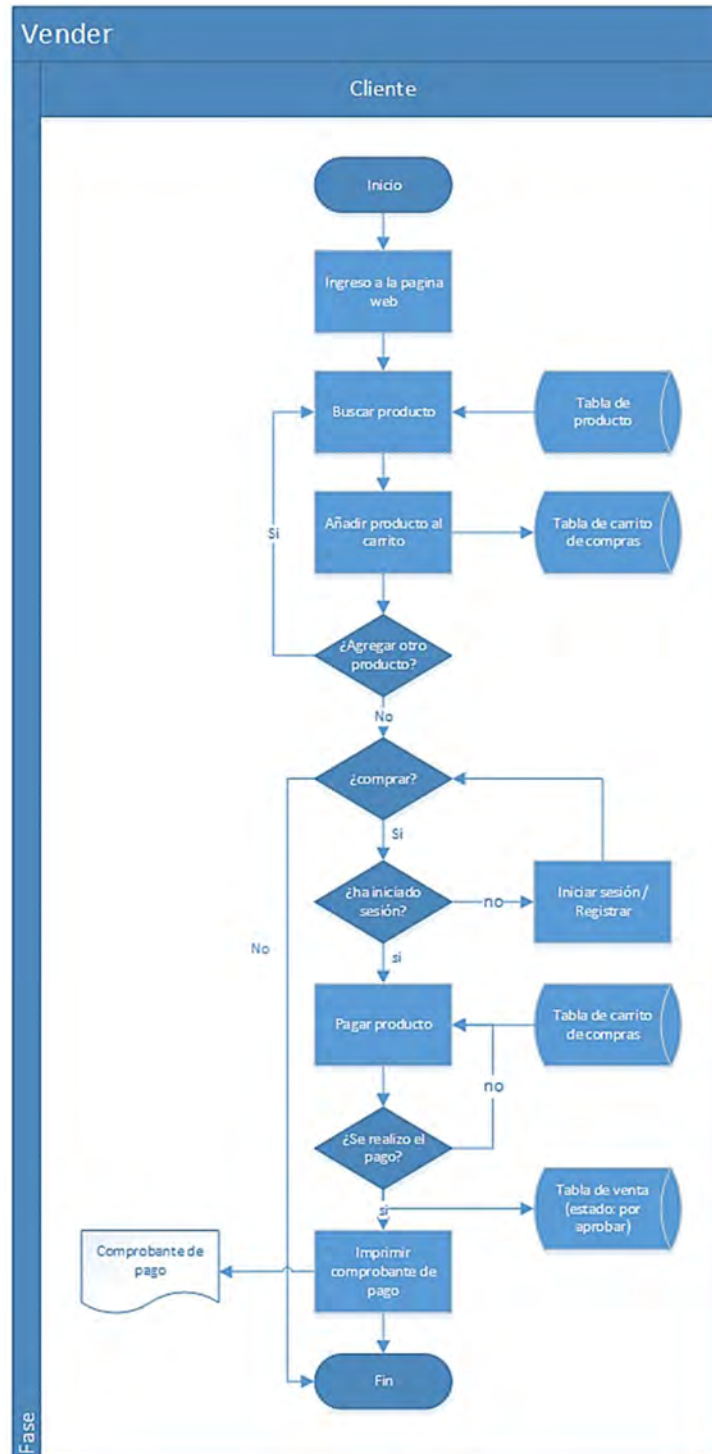 Vender
Cliente
Inicio
Ingreso a la pagina
web
Buscar producto
Tabla de
producto
Si
Añadir producto al
carrito
Tabla de carrito
de compras
¿Agregar otro
producto?
No
¿comprar?
Si
¿ha iniciado
sesión?
no
Iniciar sesión /
Registrar
No
si
Pagar producto
Tabla de carrito
de compras
no
¿Se realizo el
pago?
si
Tabla de venta
(estado: por
aprobar)
Comprobante de
pago
Imprimir
comprobante de
pago
Fin
Fase